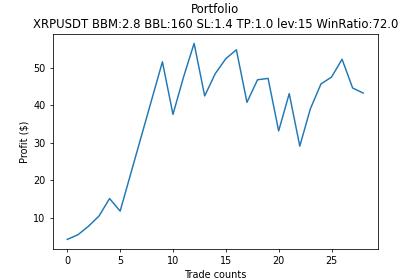 Portfolio
XRPUSDT BBM:2.8 BBL:160 SL:1.4 TP:1.0 lev:15 WinRatio:72.0
50
40
30
20
10
Profit ($)
0 5 10 15 20 25
Trade counts